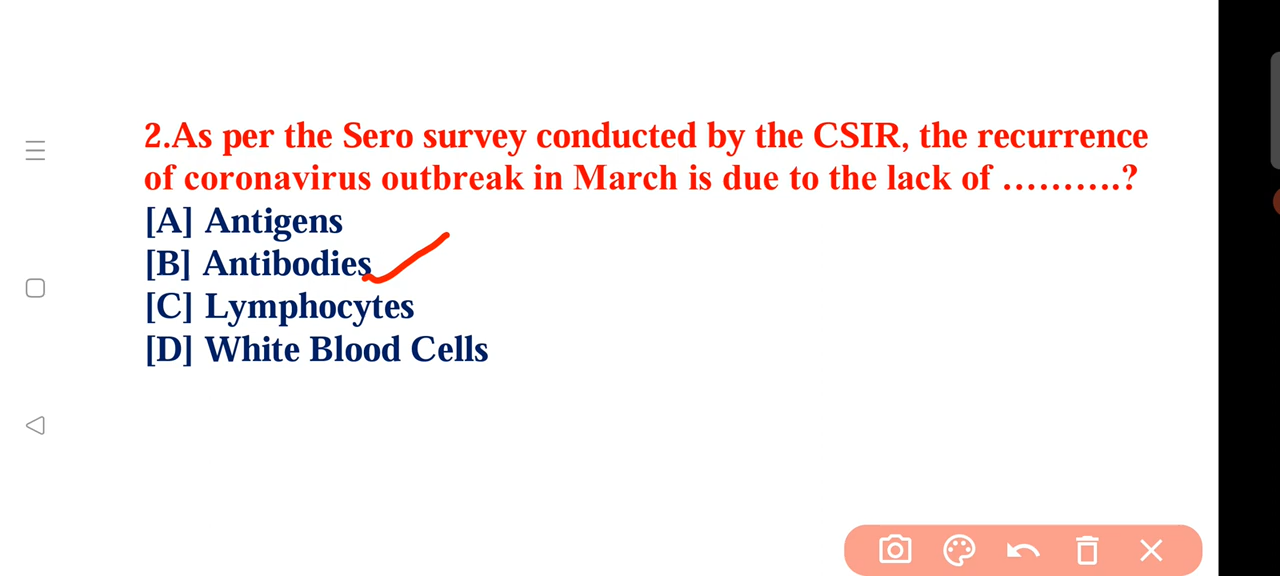 2.As per the Sero survey conducted by the CSIR, the recurrence
of coronavirus outbreak in March is due to the lack of ..........?
[A] Antigens
[B] Antibodies
[C] Lymphocytes
[D] White Blood Cells